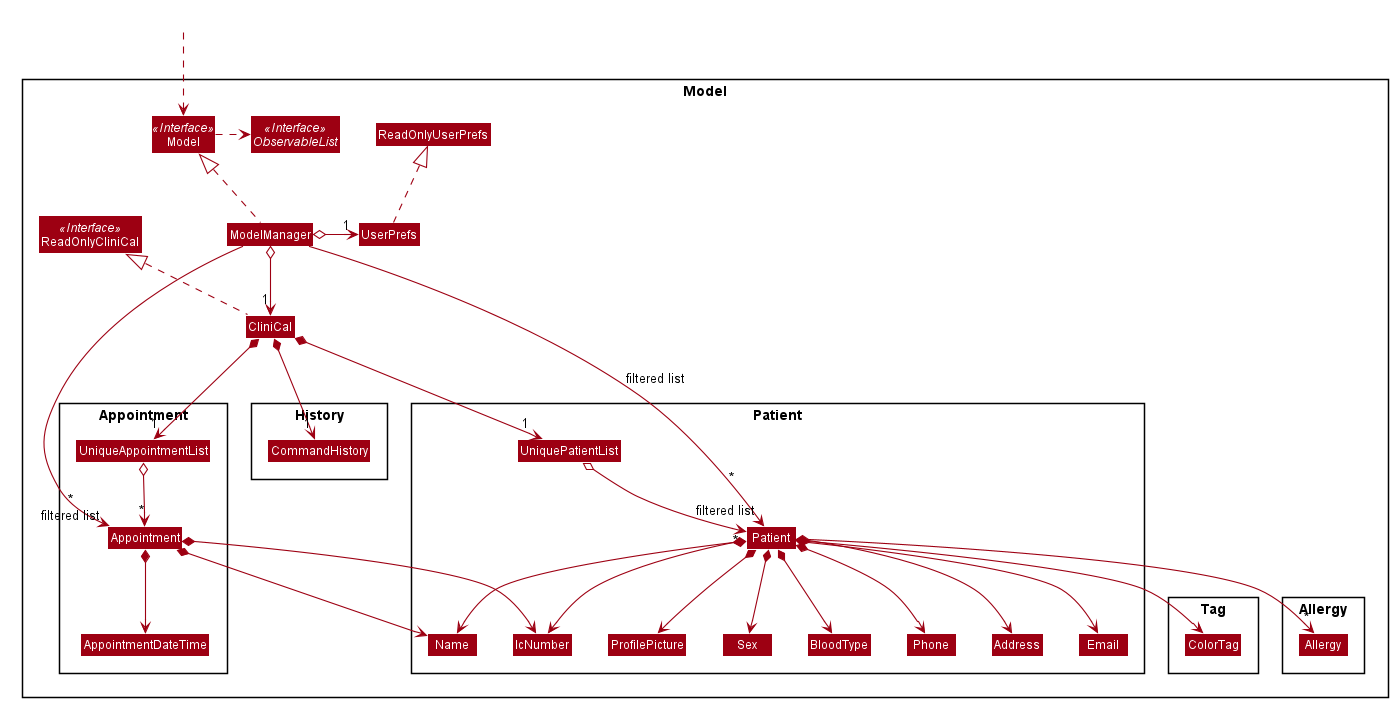 Model
«Interface»
Model
«Interface»
ObservableList
ReadOnlyUserPrefs
«Interface»
ReadOnlyCliniCal
ModelManager
1
UserPrefs
1
CliniCal
filtered list
Appointment
History
Patient
1
1
1
UniqueAppointmentList
CommandHistory
UniquePatientList
*
*
*
filtered list
filtered list
Appointment
*
Patient
Tag
Allergy
*
AppointmentDateTime
Name
IcNumber
ProfilePicture
Sex
BloodType
Phone
Address
Email
ColorTag
Allergy